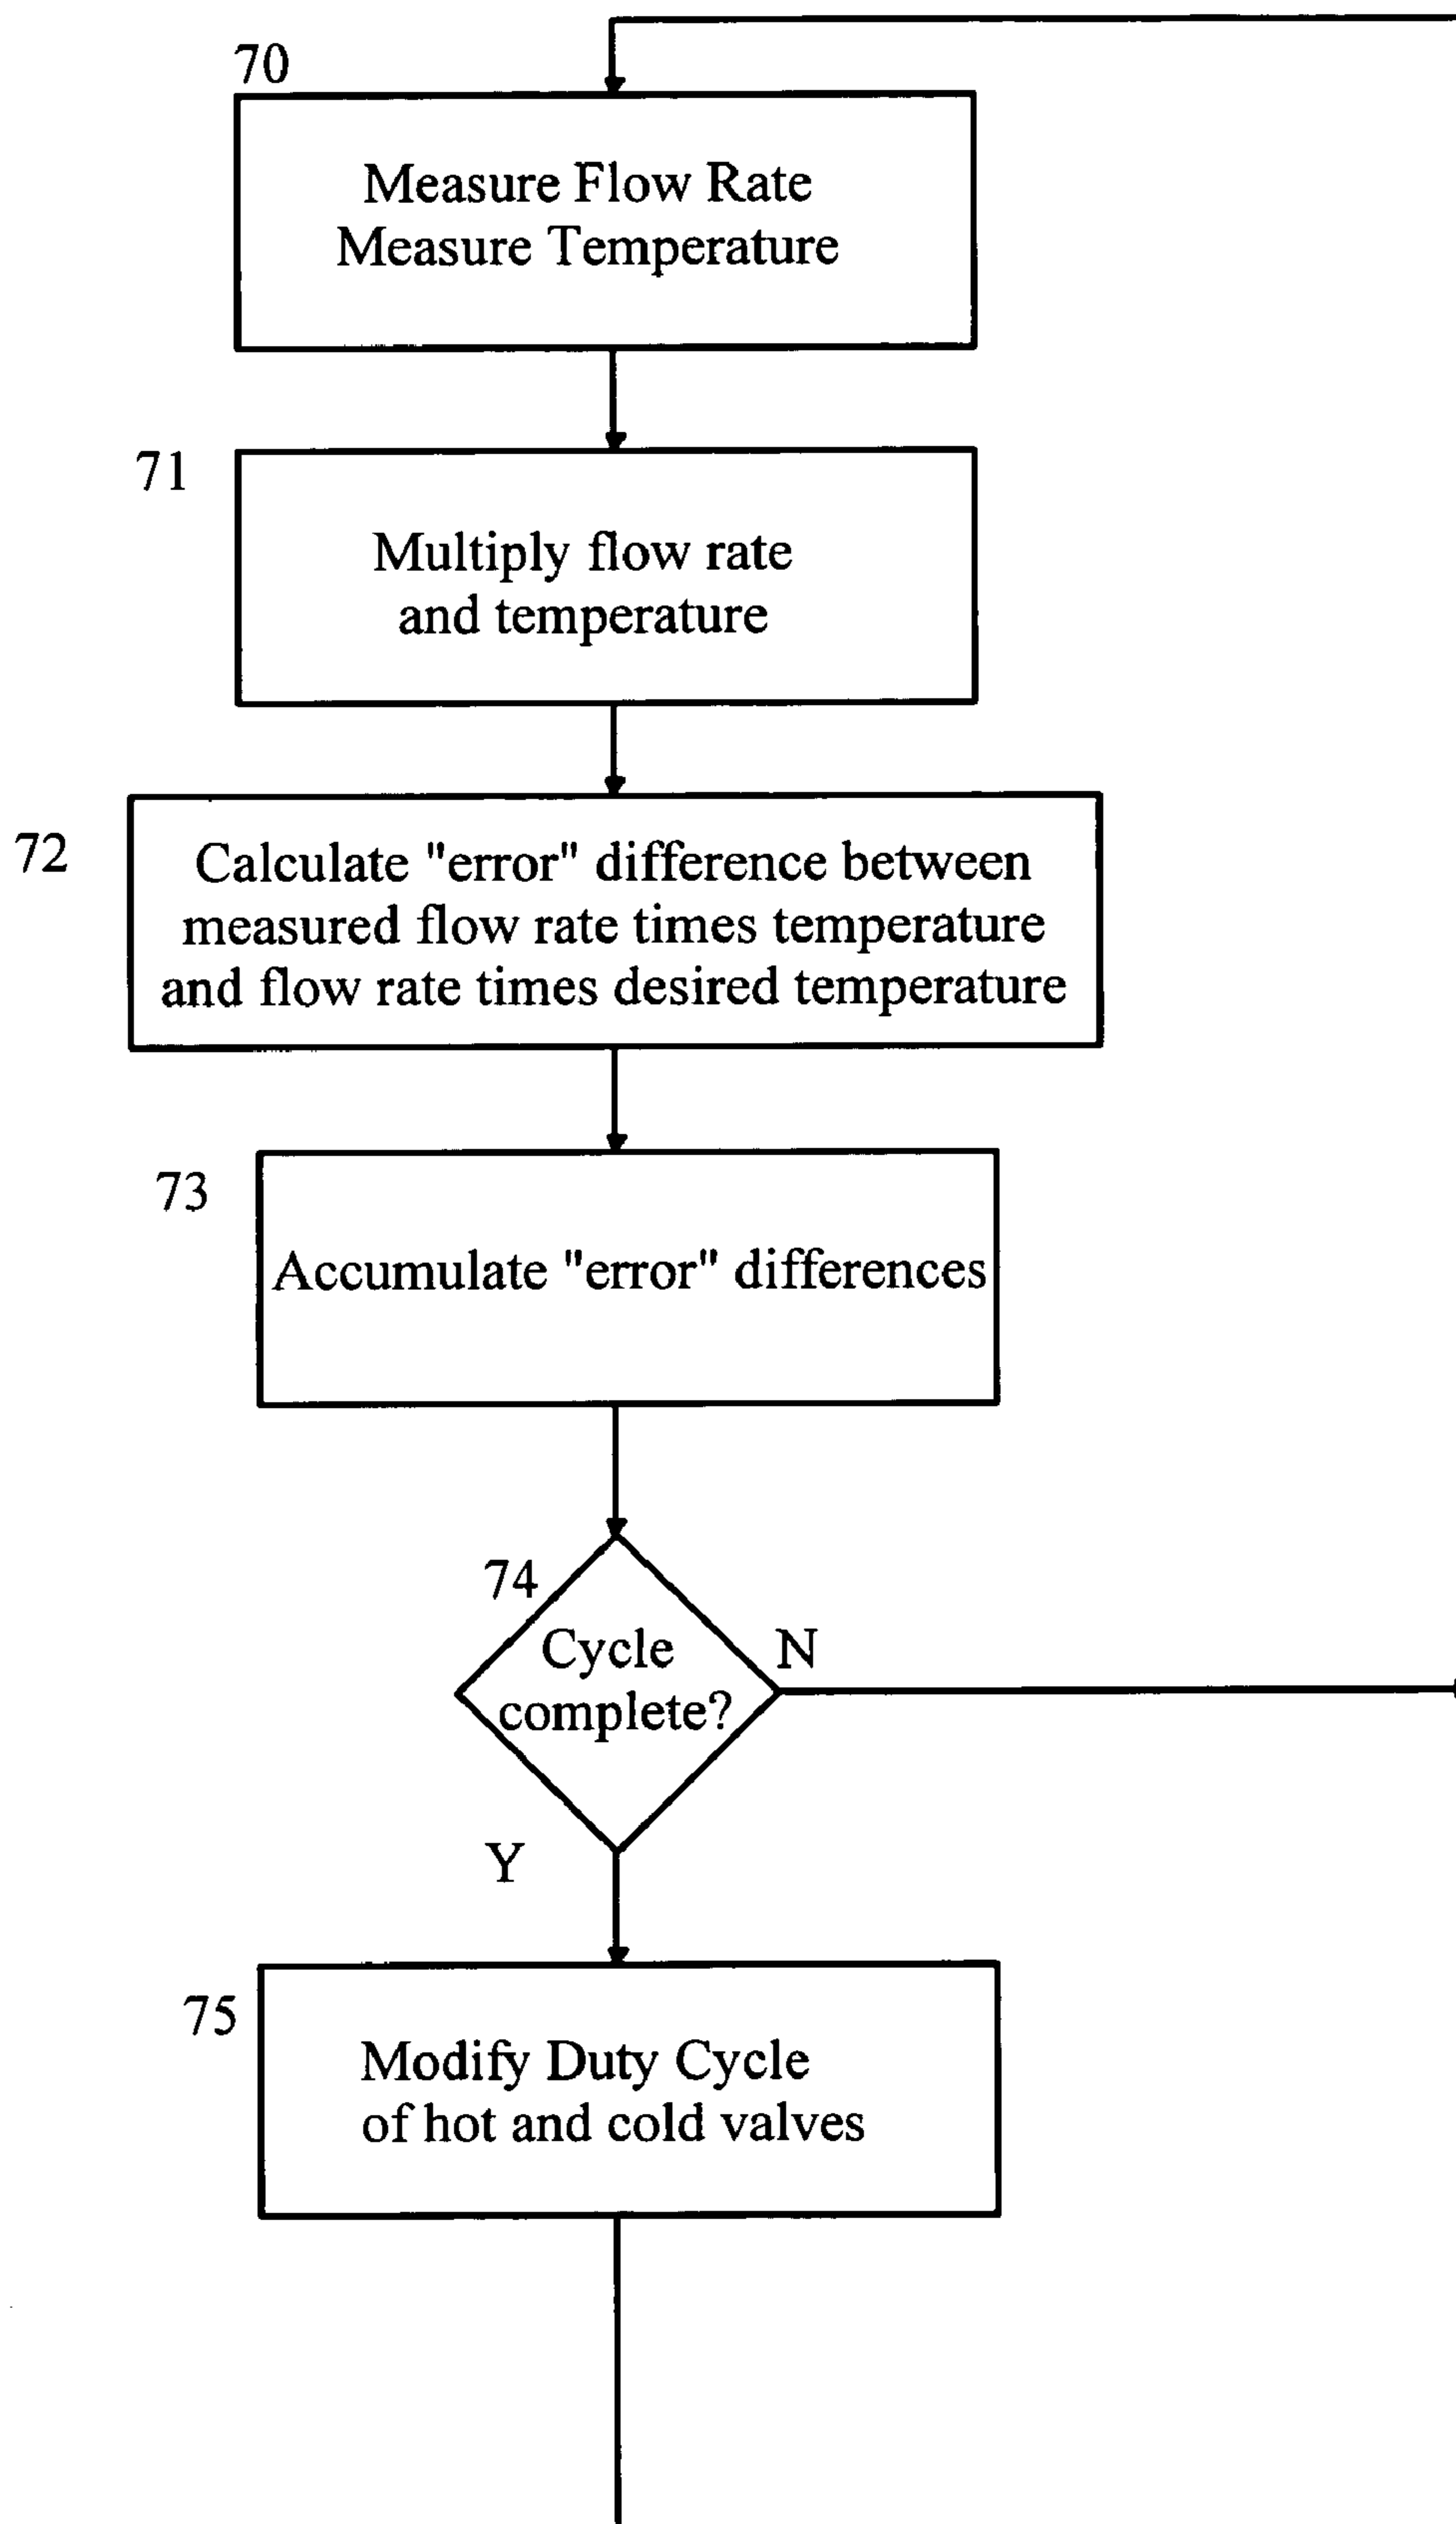 70
Measure Flow Rate
Measure Temperature
71
Multiply flow rate
and temperature
72
Calculate "error" difference between
measured flow rate times temperature
and flow rate times desired temperature
73
Accumulate "error" differences
74
Cycle
complete?
N
Y
75
Modify Duty Cycle
of hot and cold valves